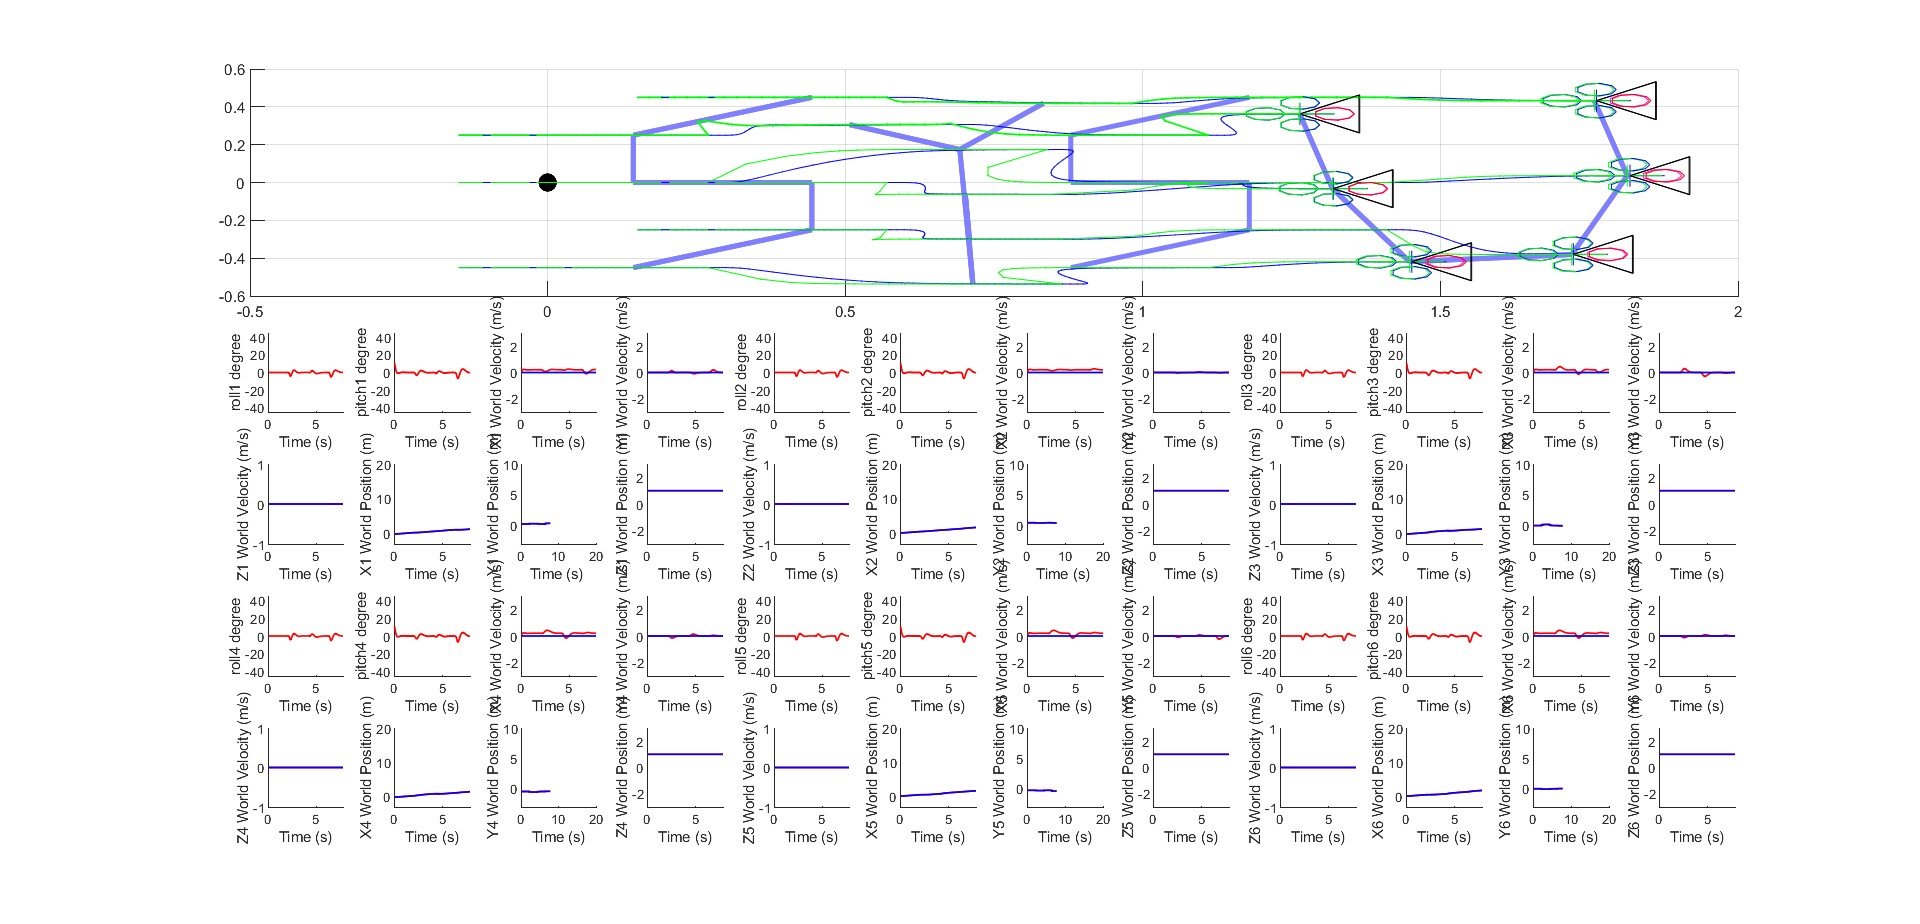 0.6
0.4
0.2
0
-0.2
-0.4
-0.6
-0.5 0 0.5 1 1.5 2
roll1 degree 40 20 0 -20 -40 0 5 Time (s)
pitch1 degree 40 20 0 -20 -40 0 5 Time (s)
X1 World Velocity (m/s) 2 0 -2 0 5 Time (s)
Y1 World Velocity (m/s) 2 0 -2 0 5 Time (s)
roll2 degree 40 20 0 -20 -40 0 5 Time (s)
pitch2 degree 40 20 0 -20 -40 0 5 Time (s)
X2 World Velocity (m/s) 2 0 -2 0 5 Time (s)
Y2 World Velocity (m/s) 2 0 -2 0 5 Time (s)
roll3 degree 40 20 0 -20 -40 0 5 Time (s)
pitch3 degree 40 20 0 -20 -40 0 5 Time (s)
X3 World Velocity (m/s) 2 0 -2 0 5 Time (s)
Y3 World Velocity (m/s) 2 0 -2 0 5 Time (s)
Z1 World Velocity (m/s) 1 0 -1 0 5 Time (s)
X1 World Position (m) 20 10 0 0 5 Time (s)
Y1 World Position (m) 10 5 0 0 10 20 Time (s)
Z1 World Position (m) 2 0 -2 0 5 Time (s)
Z2 World Velocity (m/s) 1 0 -1 0 5 Time (s)
X2 World Position (m) 20 10 0 0 5 Time (s)
Y2 World Position (m) 10 5 0 0 10 20 Time (s)
Z2 World Position (m) 2 0 -2 0 5 Time (s)
Z3 World Velocity (m/s) 1 0 -1 0 5 Time (s)
X3 World Position (m) 20 10 0 0 5 Time (s)
Y3 World Position (m) 10 5 0 0 10 20 Time (s)
Z3 World Position (m) 2 0 -2 0 5 Time (s)
roll4 degree 40 20 0 -20 -40 0 5 Time (s)
pitch4 degree 40 20 0 -20 -40 0 5 Time (s)
X4 World Velocity (m/s) 2 0 -2 0 5 Time (s)
Y4 World Velocity (m/s) 2 0 -2 0 5 Time (s)
roll5 degree 40 20 0 -20 -40 0 5 Time (s)
pitch5 degree 40 20 0 -20 -40 0 5 Time (s)
X5 World Velocity (m/s) 2 0 -2 0 5 Time (s)
Y5 World Velocity (m/s) 2 0 -2 0 5 Time (s)
roll6 degree 40 20 0 -20 -40 0 5 Time (s)
pitch6 degree 40 20 0 -20 -40 0 5 Time (s)
X6 World Velocity (m/s) 2 0 -2 0 5 Time (s)
Y6 World Velocity (m/s) 2 0 -2 0 5 Time (s)
Z4 World Velocity (m/s) 1 0 -1 0 5 Time (s)
X4 World Position (m) 20 10 0 0 5 Time (s)
Y4 World Position (m) 10 5 0 0 10 20 Time (s)
Z4 World Position (m) 2 0 -2 0 5 Time (s)
Z5 World Velocity (m/s) 1 0 -1 0 5 Time (s)
X5 World Position (m) 20 10 0 0 5 Time (s)
Y5 World Position (m) 10 5 0 0 10 20 Time (s)
Z5 World Position (m) 2 0 -2 0 5 Time (s)
Z6 World Velocity (m/s) 1 0 -1 0 5 Time (s)
X6 World Position (m) 20 10 0 0 5 Time (s)
Y6 World Position (m) 10 5 0 0 10 20 Time (s)
Z6 World Position (m) 2 0 -2 0 5 Time (s)